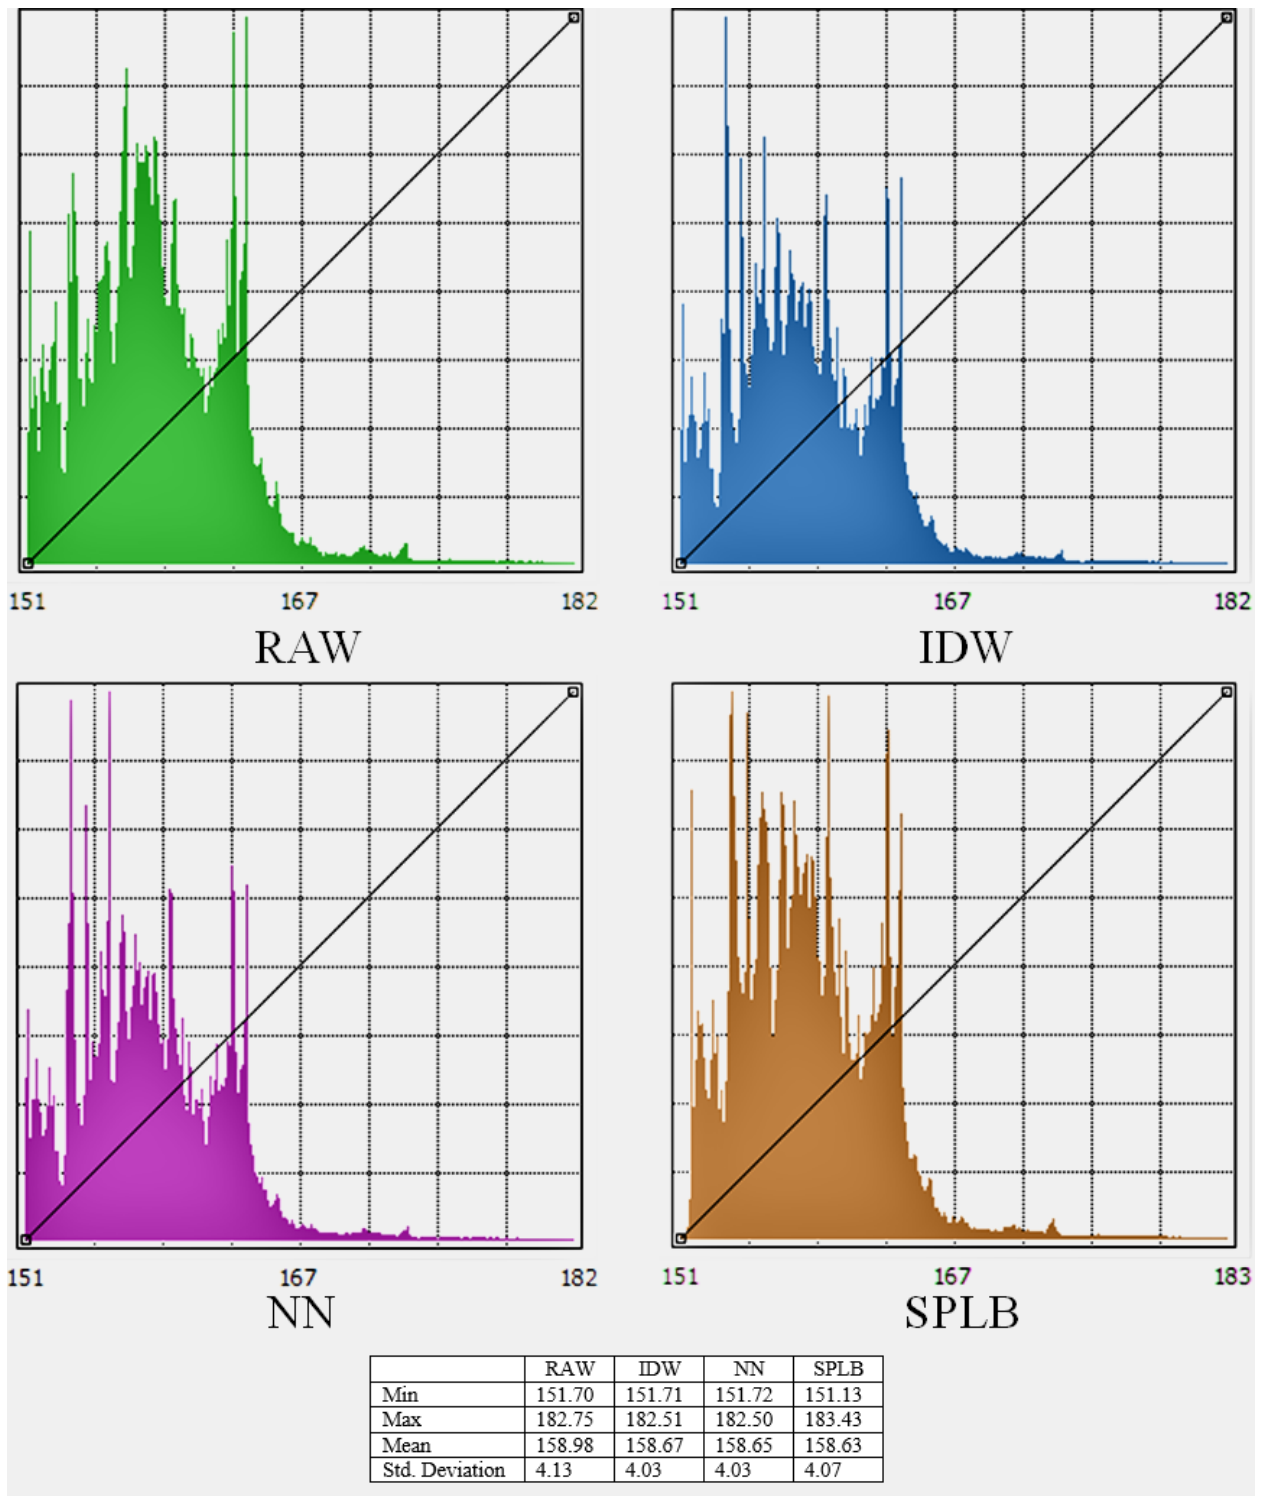 151 167 182 151 167 182
RAW IDW
151 167 182 151 167 183
NN SPLB
RAW IDW NN SPLB
Min 151.70 151.71 151.72 151.13
Max 182.75 182.51 182.50 183.43
Mean 158.98 158.67 158.65 158.63
Std. Deviation 4.13 4.03 4.03 4.07